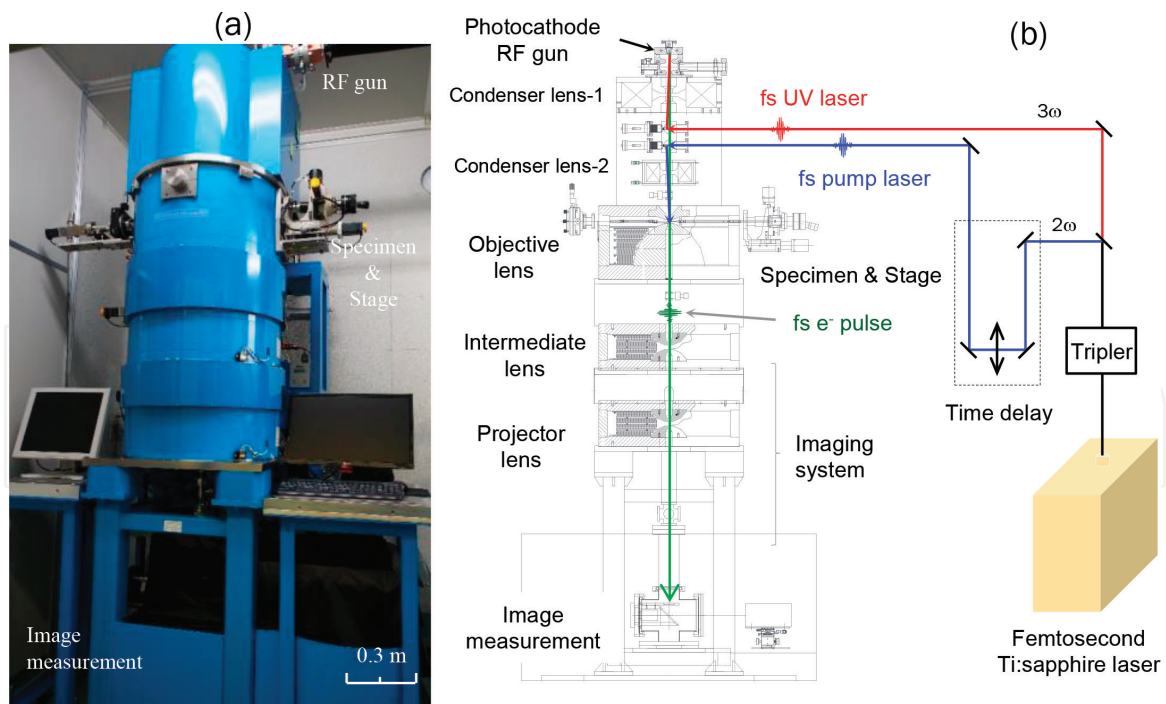 (a)
RF gun
Specimen
&
Stage
Image
measurement
0.3 m
(b)
Photocathode
RF gun
Condenser lens-1
fs UV laser
3ω
Condenser lens-2
fs pump laser
2ω
Objective
lens
Specimen & Stage
fs e⁻ pulse
Intermediate
lens
Tripler
Time delay
Projector
lens
Imaging
system
Image
measurement
Femtosecond
Ti:sapphire laser